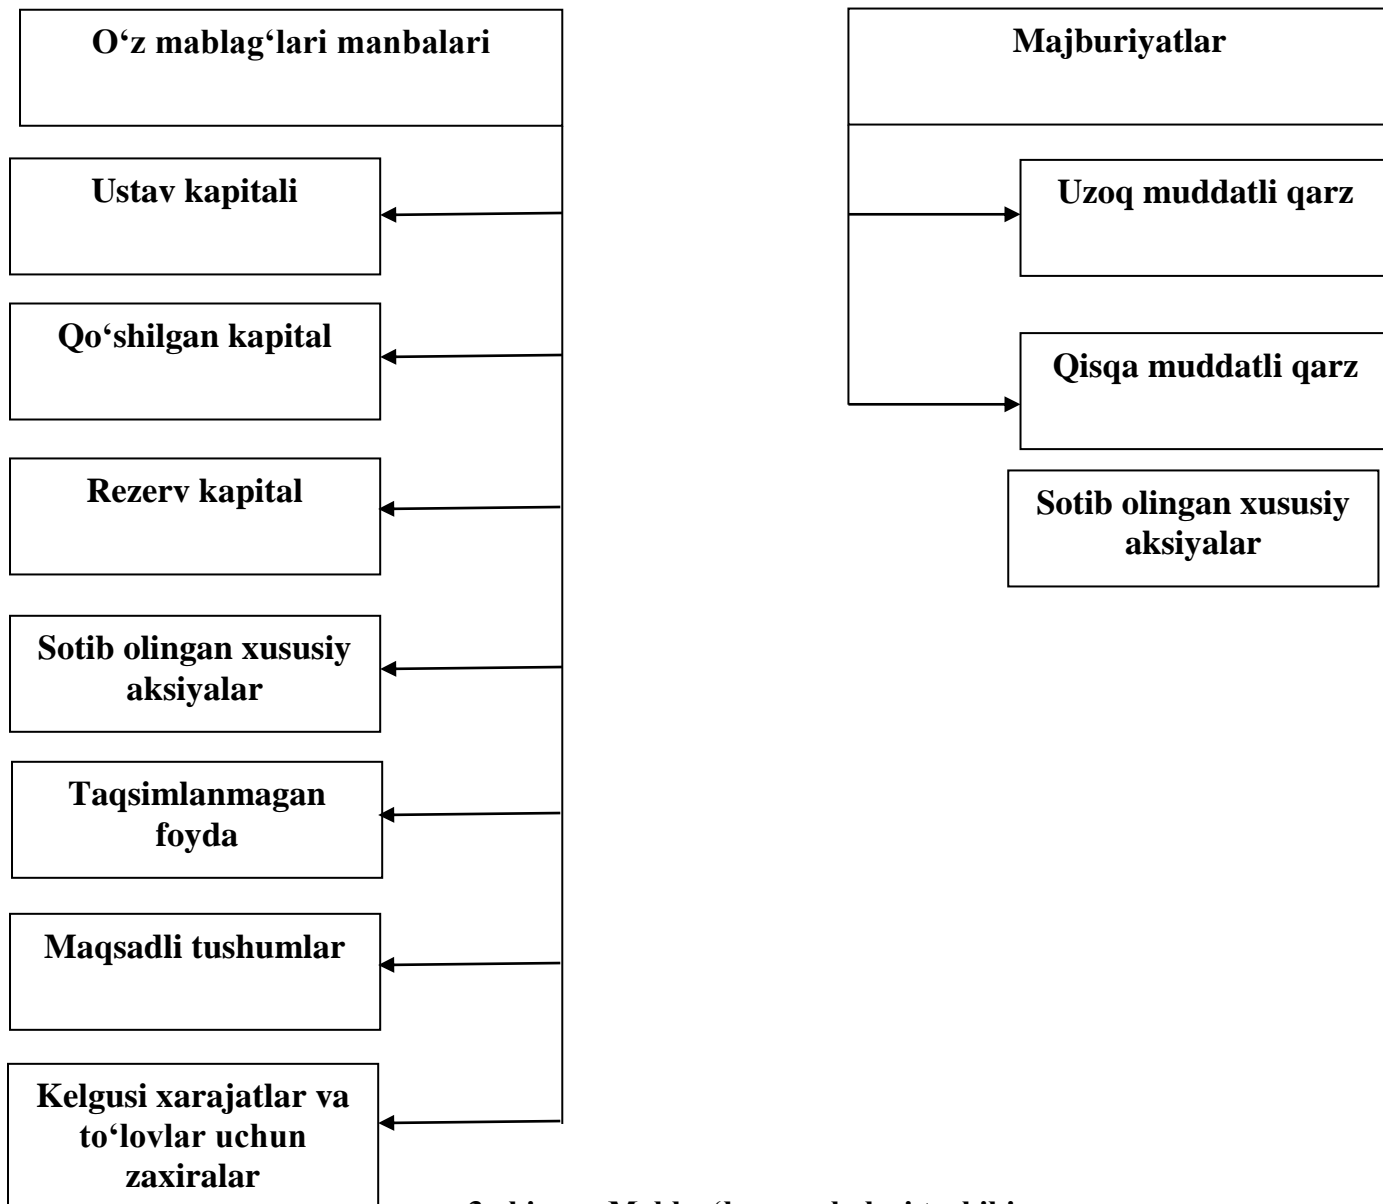 O‘z mablag‘lari manbalari
Ustav kapitali
Qo‘shilgan kapital
Rezerv kapital
Sotib olingan xususiy
aksiyalar
Taqsimlanmagan
foyda
Maqsadli tushumlar
Kelgusi xarajatlar va
to‘lovlar uchun
zaxiralar
Majburiyatlar
Uzoq muddatli qarz
Qisqa muddatli qarz
Sotib olingan xususiy
aksiyalar